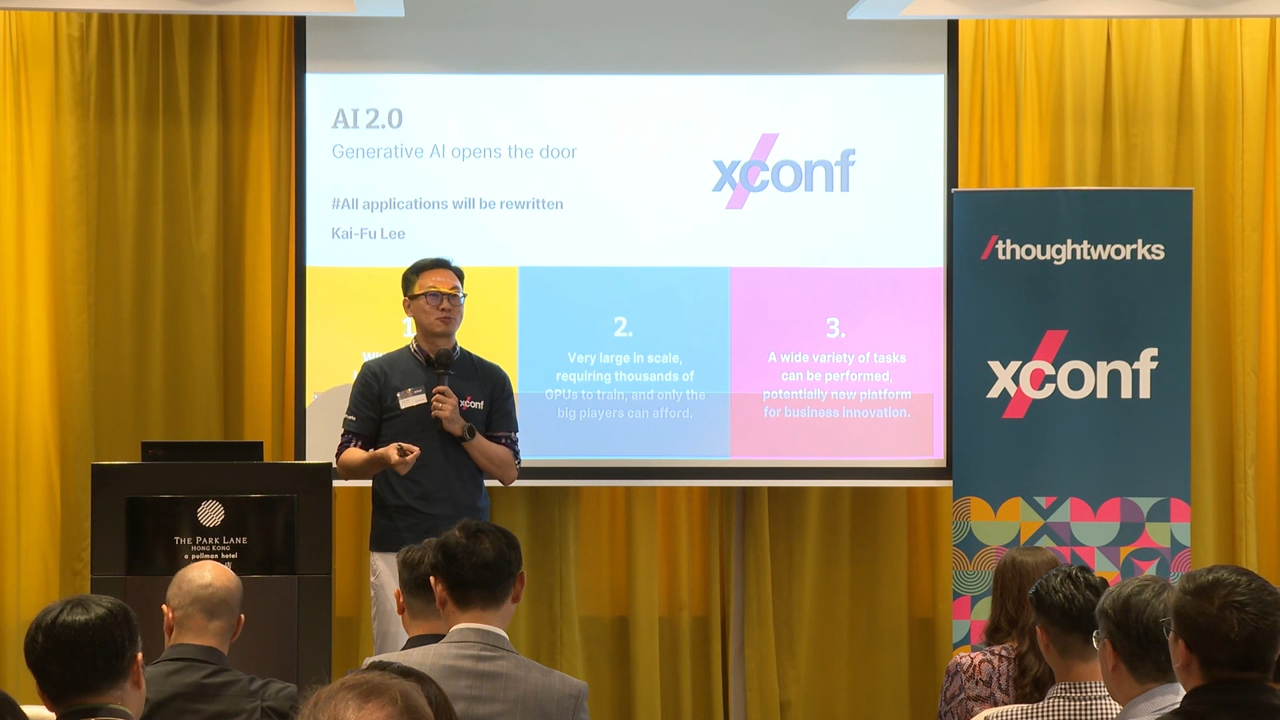 AI 2.0
Generative AI opens the door
#All applications will be rewritten
Kai-Fu Lee
xconf
1.
2.
Very large in scale,
requiring thousands of
GPUs to train, and only the
big players can afford.
3.
A wide variety of tasks
can be performed,
potentially new platform
for business innovation.
xconf
/thoughtworks
xconf
THE PARK LANE
HONG KONG
a pullman hotel